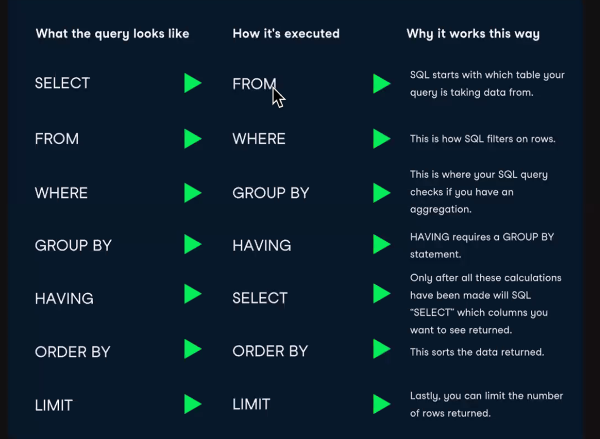 What the query looks like How it's executed Why it works this way
SELECT FROM SQL starts with which table your
query is taking data from.
FROM WHERE This is how SQL filters on rows.
WHERE GROUP BY This is where your SQL query
checks if you have an
aggregation.
GROUP BY HAVING HAVING requires a GROUP BY
statement.
HAVING SELECT Only after all these calculations
have been made will SQL
“SELECT” which columns you
want to see returned.
ORDER BY ORDER BY This sorts the data returned.
LIMIT LIMIT Lastly, you can limit the number
of rows returned.